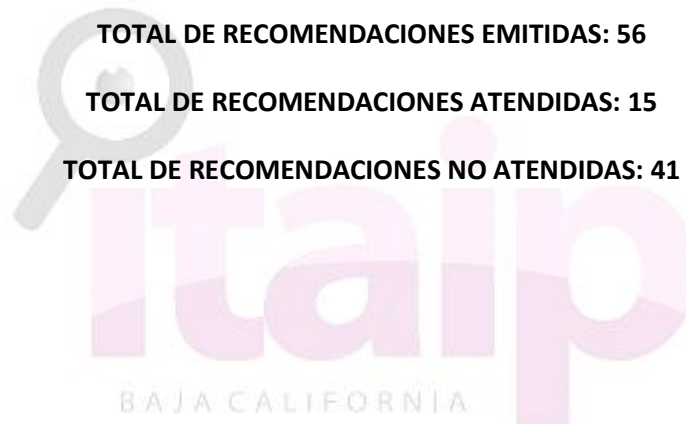 TOTAL DE RECOMENDACIONES EMITIDAS: 56
TOTAL DE RECOMENDACIONES ATENDIDAS: 15
TOTAL DE RECOMENDACIONES NO ATENDIDAS: 41
itaip
BAJA CALIFORNIA